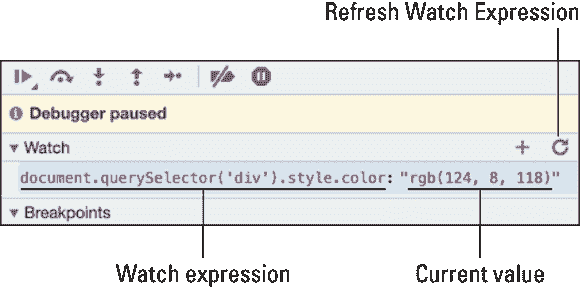 Refresh Watch Expression
Debugger paused
Watch
document.querySelector('div').style.color: "rgb(124, 8, 118)"
Breakpoints
Watch expression
Current value